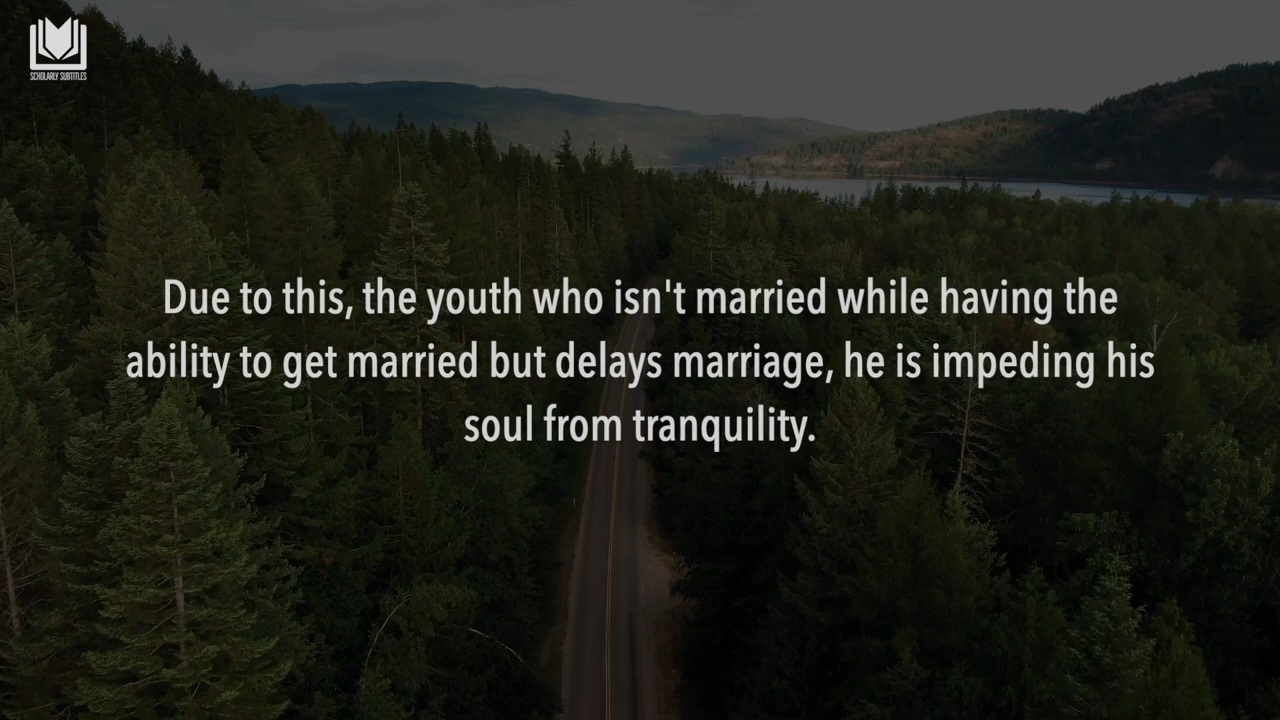 SCHOLARLY SUBTITLES
Due to this, the youth who isn't married while having the
ability to get married but delays marriage, he is impeding his
soul from tranquility.